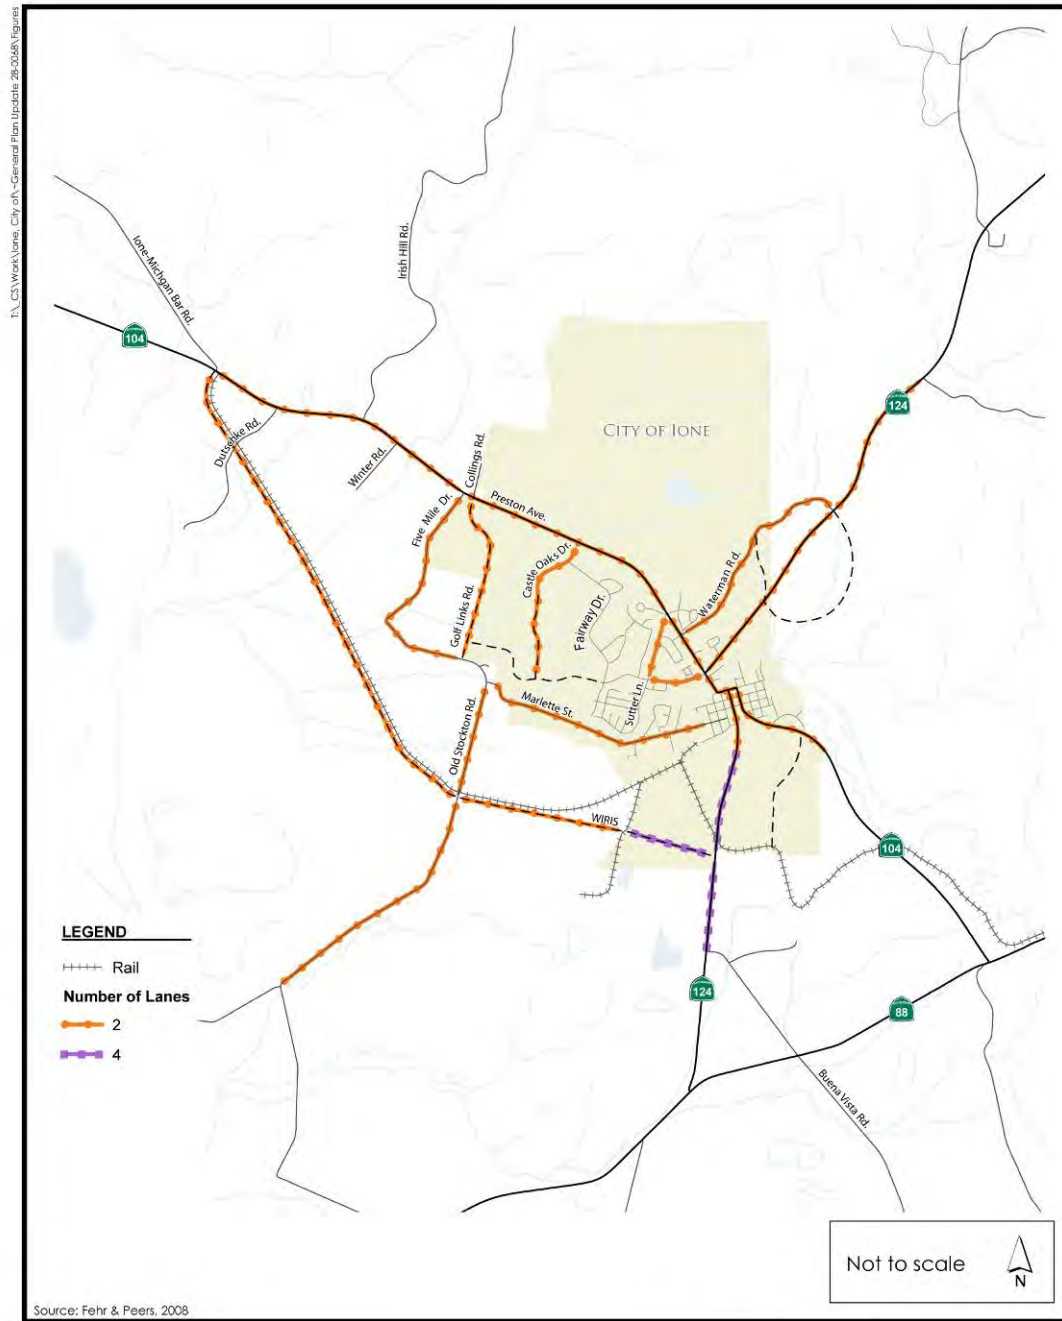 T:\_CS\Work\Ione, City of\~General Plan Update 28-0068\Figures
Ione-Michigan Bar Rd.
Irish Hill Rd.
104
124
CITY OF IONE
Dutschke Rd.
Winter Rd.
Collings Rd.
Preston Ave.
Five Mile Dr.
Castle Oaks Dr.
Waterman Rd.
Golf Links Rd.
Fairway Dr.
Sutter Ln.
Marlette St.
Old Stockton Rd.
WIRIS
104
124
88
Buena Vista Rd.
LEGEND
Rail
Number of Lanes
2
4
Not to scale
N
Source: Fehr & Peers, 2008